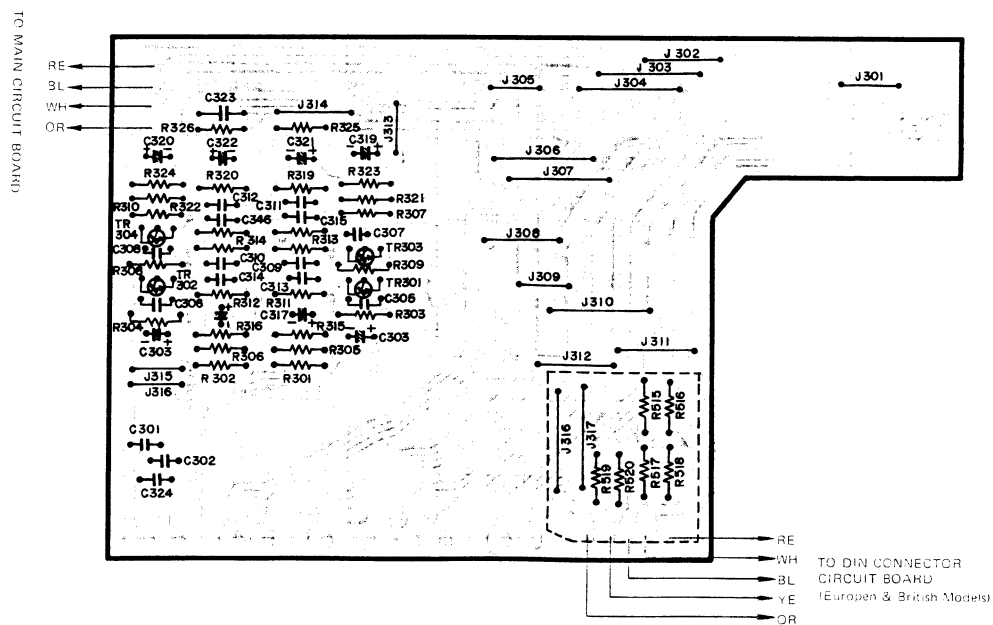 TO MAIN CIRCUIT BOARD
RE
BL
WH
OR
J302
J303
J304
J305
J301
C323
J314
J313
R326
R325
C320
C322
C321
C319
R324
R320
R319
R323
J306
J307
R310
R322
C312
C311
R321
C346
C315
R307
TR
304
R314
R313
C307
J308
C308
C310
C309
TR303
R308
C314
C313
R309
TR
302
TR301
J309
C306
R312
R311
C305
J310
R304
C317
R303
R316
R315
C303
C303
R306
R305
J311
R302
R301
J312
J315
J316
R515
R516
J316
J317
C301
C302
C324
R519
R520
R517
R518
RE
WH
BL
YE
OR
TO DIN CONNECTOR
CIRCUIT BOARD
(Europen & British Models)